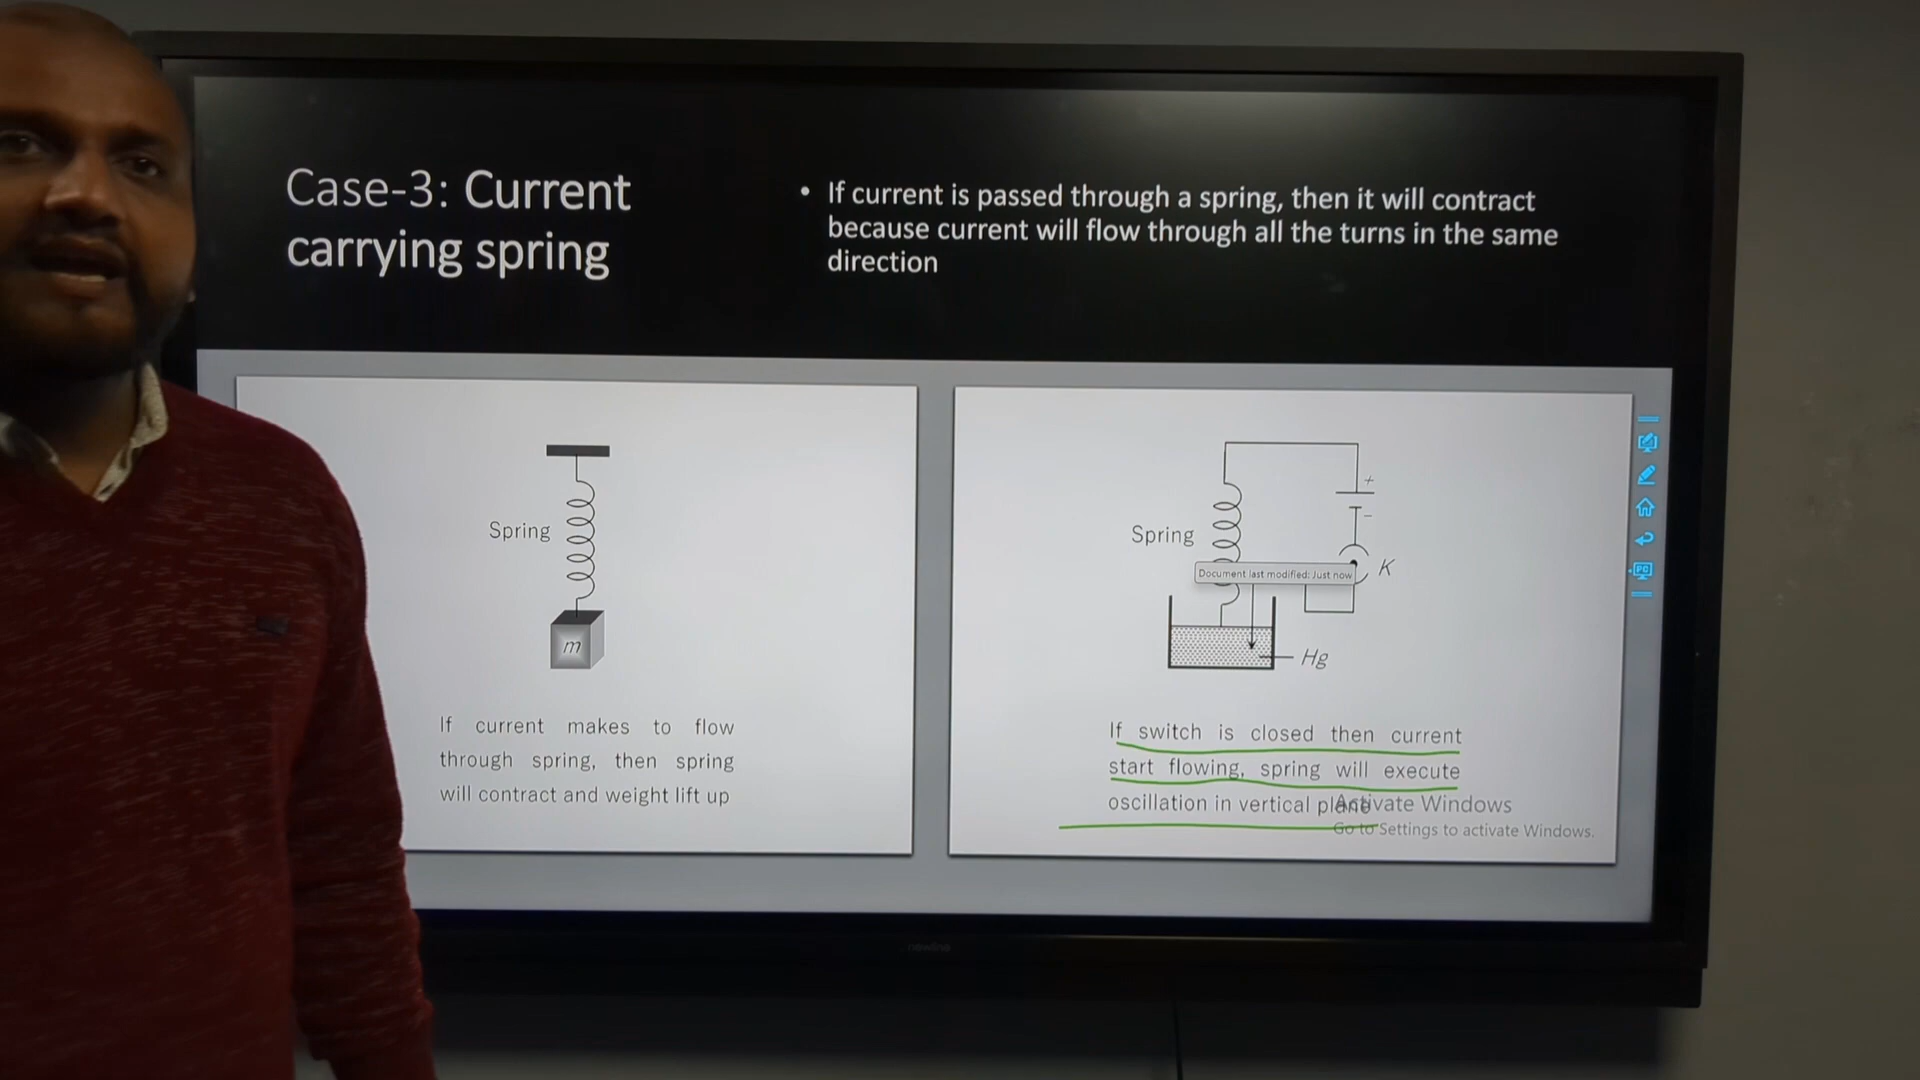 Case-3: Current
carrying spring
• If current is passed through a spring, then it will contract
because current will flow through all the turns in the same
direction
Spring
m
If current makes to flow
through spring, then spring
will contract and weight lift up
Spring
+
−
K
Document last modified: Just now
Hg
If switch is closed then current
start flowing, spring will execute
oscillation in vertical plane
Activate Windows
Go to Settings to activate Windows.
PC
newline